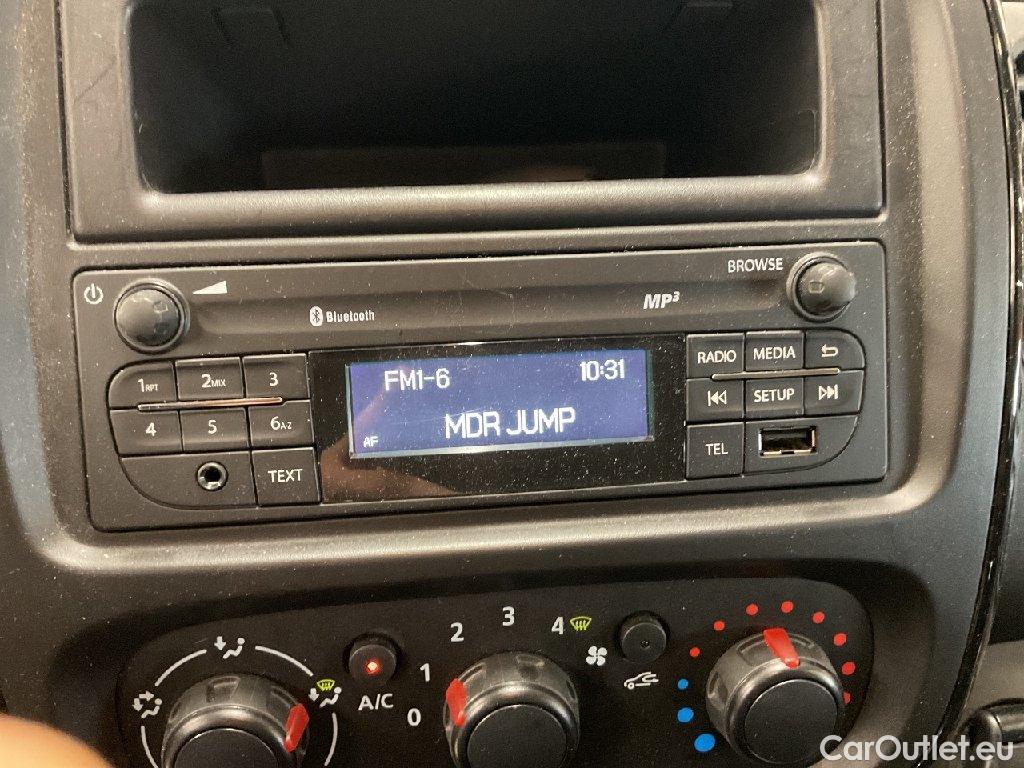 BROWSE
Bluetooth
MP3
1RPT 2MIX 3
FM1-6 10:31
RADIO MEDIA
4 5 6A-Z
MDR JUMP
SETUP
AF
TEXT
TEL
0 1 2 3 4
A/C
CarOutlet.eu